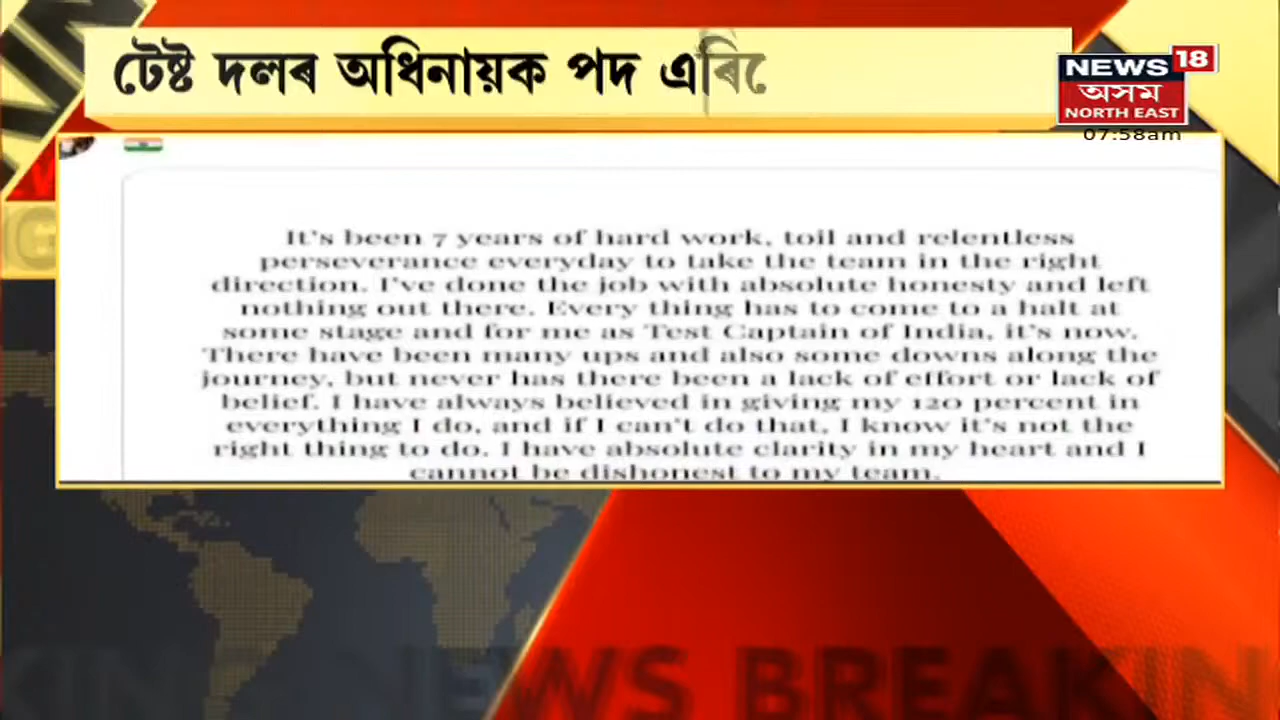 টেষ্ট দলৰ অধিনায়ক পদ
NEWS 18
অসম
NORTH EAST
07:58am
It's been 7 years of hard work, toil and relentless
perseverance everyday to take the team in the right
direction. I've done the job with absolute honesty and left
nothing out there. Every thing has to come to a halt at
some stage and for me as Test Captain of India, it's now.
There have been many ups and also some downs along the
journey, but never has there been a lack of effort or lack of
belief. I have always believed in giving my 120 percent in
everything I do, and if I can't do that, I know it's not the
right thing to do. I have absolute clarity in my heart and I
cannot be dishonest to my team.
NEWS BREAKIN